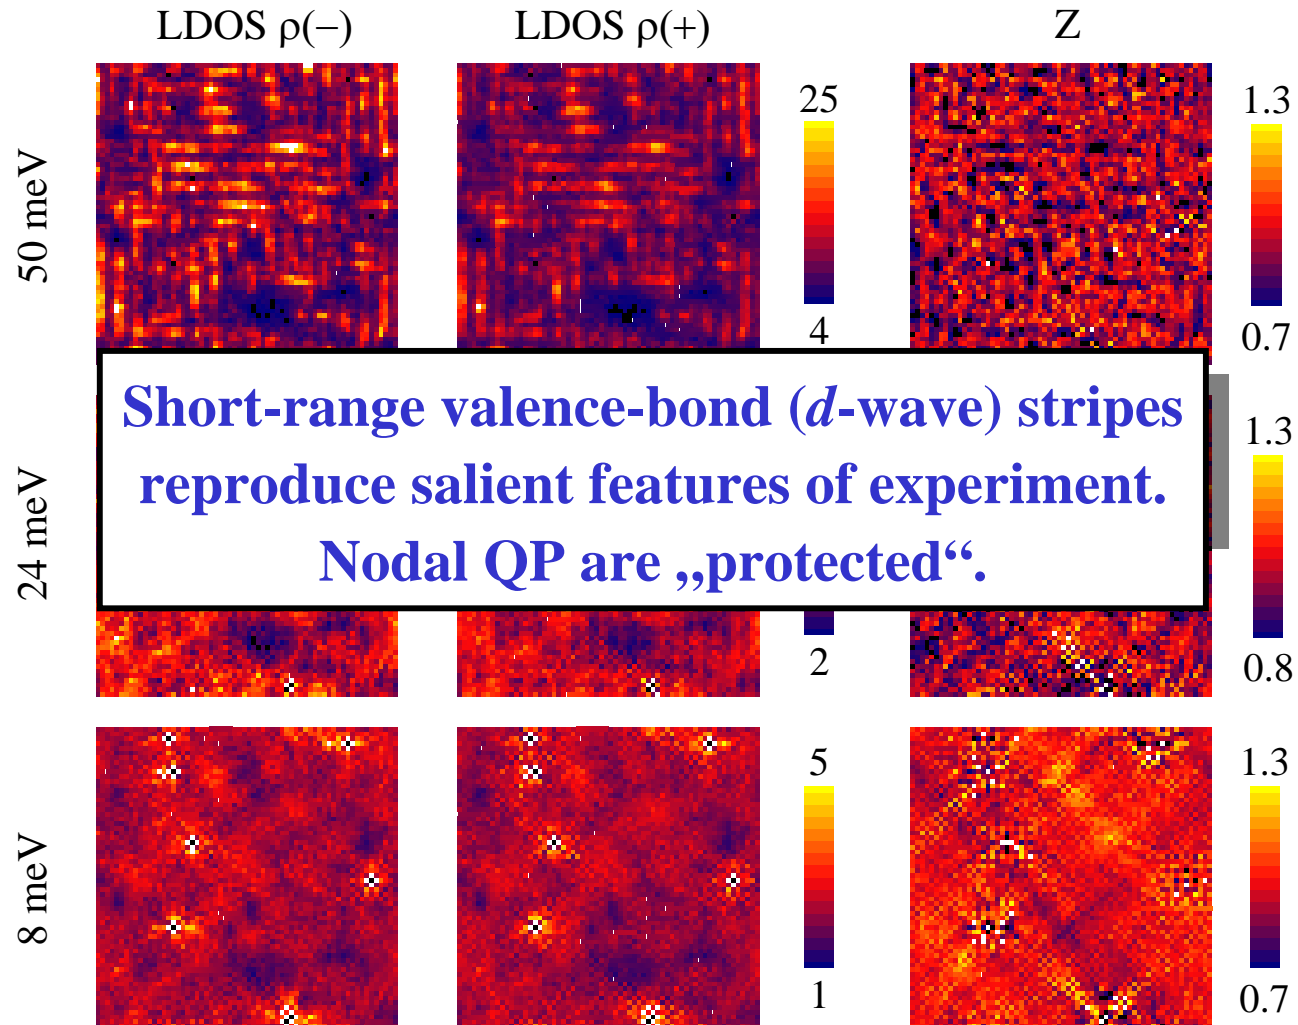 LDOS ρ(−) LDOS ρ(+) Z
50 meV
25
4
1.3
0.7
Short-range valence-bond (d-wave) stripes
reproduce salient features of experiment.
Nodal QP are „protected“.
24 meV
2
1.3
0.8
8 meV
5
1
1.3
0.7